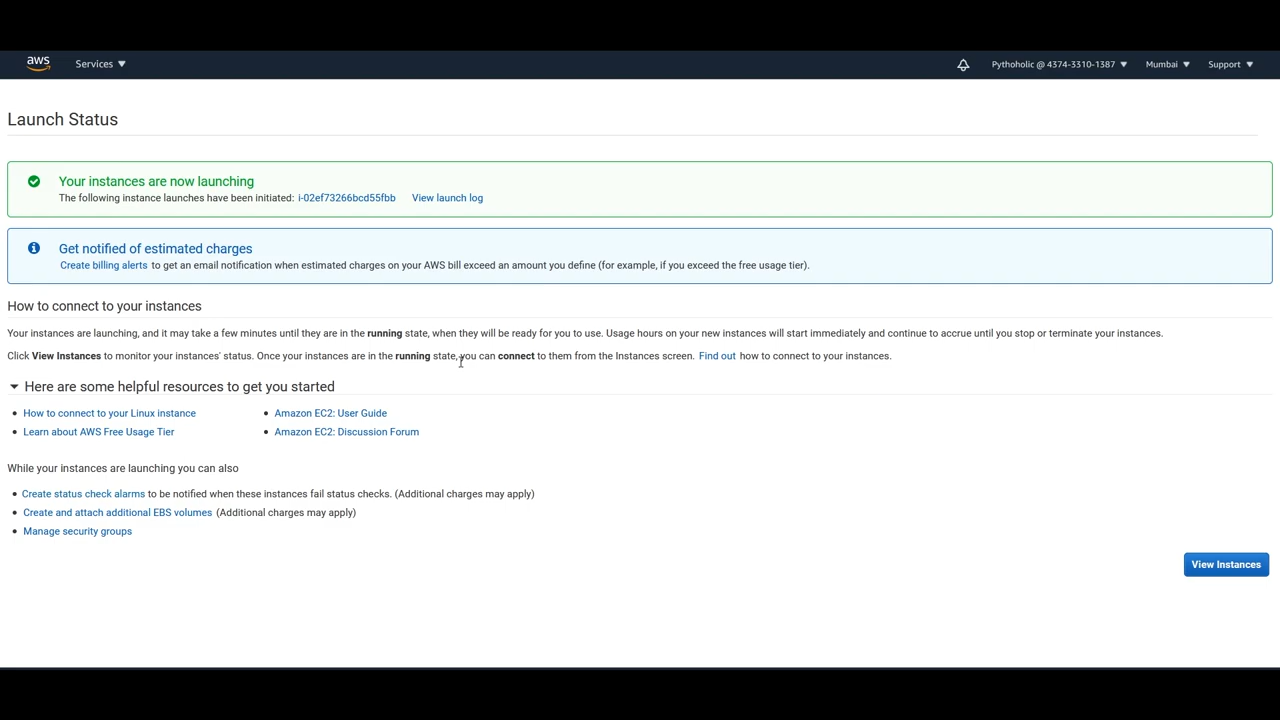 aws Services Pythoholic @ 4374-3310-1387 Mumbai Support
Launch Status
Your instances are now launching
The following instance launches have been initiated: i-02ef73266bcd55fbb View launch log
Get notified of estimated charges
Create billing alerts to get an email notification when estimated charges on your AWS bill exceed an amount you define (for example, if you exceed the free usage tier).
How to connect to your instances
Your instances are launching, and it may take a few minutes until they are in the running state, when they will be ready for you to use. Usage hours on your new instances will start immediately and continue to accrue until you stop or terminate your instances.
Click View Instances to monitor your instances' status. Once your instances are in the running state, you can connect to them from the Instances screen. Find out how to connect to your instances.
Here are some helpful resources to get you started
• How to connect to your Linux instance • Amazon EC2: User Guide
• Learn about AWS Free Usage Tier • Amazon EC2: Discussion Forum
While your instances are launching you can also
• Create status check alarms to be notified when these instances fail status checks. (Additional charges may apply)
• Create and attach additional EBS volumes (Additional charges may apply)
• Manage security groups
View Instances